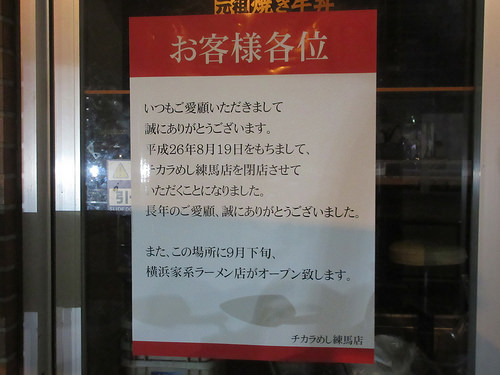 焼き牛丼
お客様各位
いつもご愛顧いただきまして
誠にありがとうございます。
平成26年8月19日をもちまして、
チカラめし練馬店を閉店させて
いただくことになりました。
長年のご愛顧、誠にありがとうございました。
また、この場所に9月下旬、
横浜家系ラーメン店がオープン致します。
チカラめし練馬店